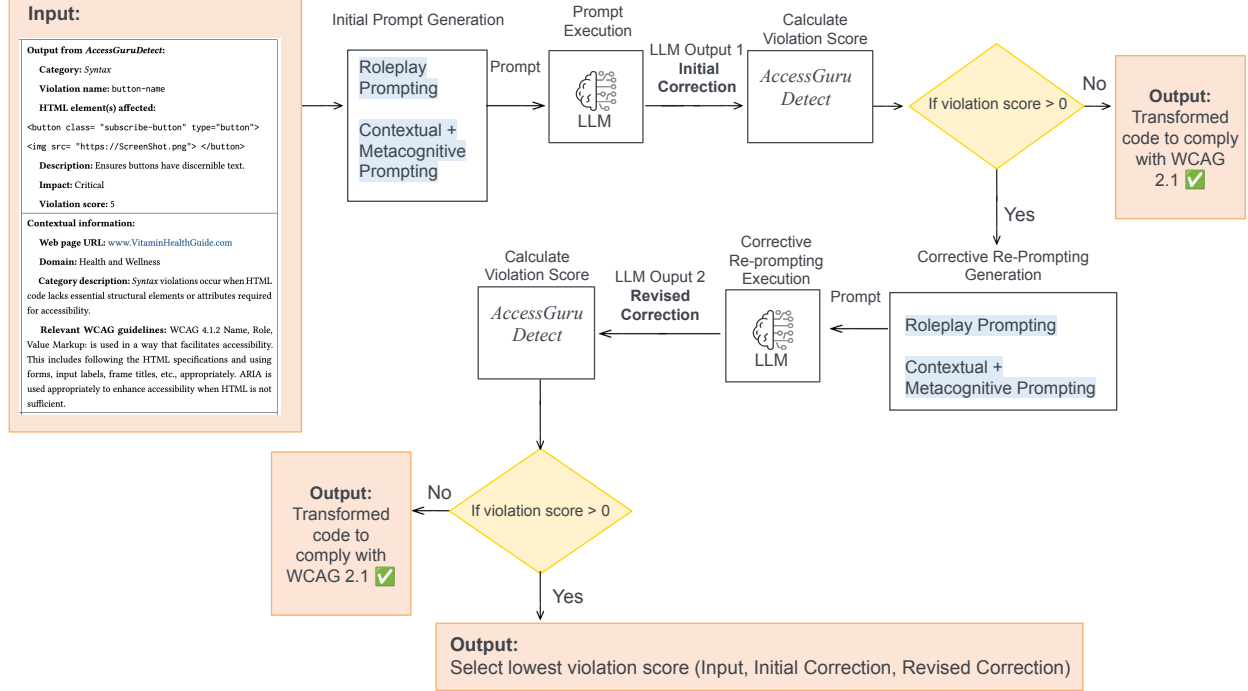 Input:
Output from AccessGuruDetect:
Category: Syntax
Violation name: button-name
HTML element(s) affected:
<button class= "subscribe-button" type="button">
<img src= "https://ScreenShot.png"> </button>
Description: Ensures buttons have discernible text.
Impact: Critical
Violation score: 5
Contextual information:
Web page URL: www.VitaminHealthGuide.com
Domain: Health and Wellness
Category description: Syntax violations occur when HTML
code lacks essential structural elements or attributes required
for accessibility.
Relevant WCAG guidelines: WCAG 4.1.2 Name, Role,
Value Markup: is used in a way that facilitates accessibility.
This includes following the HTML specifications and using
forms, input labels, frame titles, etc., appropriately. ARIA is
used appropriately to enhance accessibility when HTML is not
sufficient.
Initial Prompt Generation
Roleplay
Prompting
Contextual +
Metacognitive
Prompting
Prompt
Prompt
Execution
LLM
LLM Output 1
Initial
Correction
Calculate
Violation Score
AccessGuru
Detect
If violation score > 0
No
Output:
Transformed
code to comply
with WCAG
2.1 ✅
Yes
Corrective Re-Prompting
Generation
Roleplay Prompting
Contextual +
Metacognitive Prompting
Prompt
Corrective
Re-prompting
Execution
LLM
LLM Ouput 2
Revised
Correction
Calculate
Violation Score
AccessGuru
Detect
If violation score > 0
No
Output:
Transformed
code to
comply with
WCAG 2.1 ✅
Yes
Output:
Select lowest violation score (Input, Initial Correction, Revised Correction)